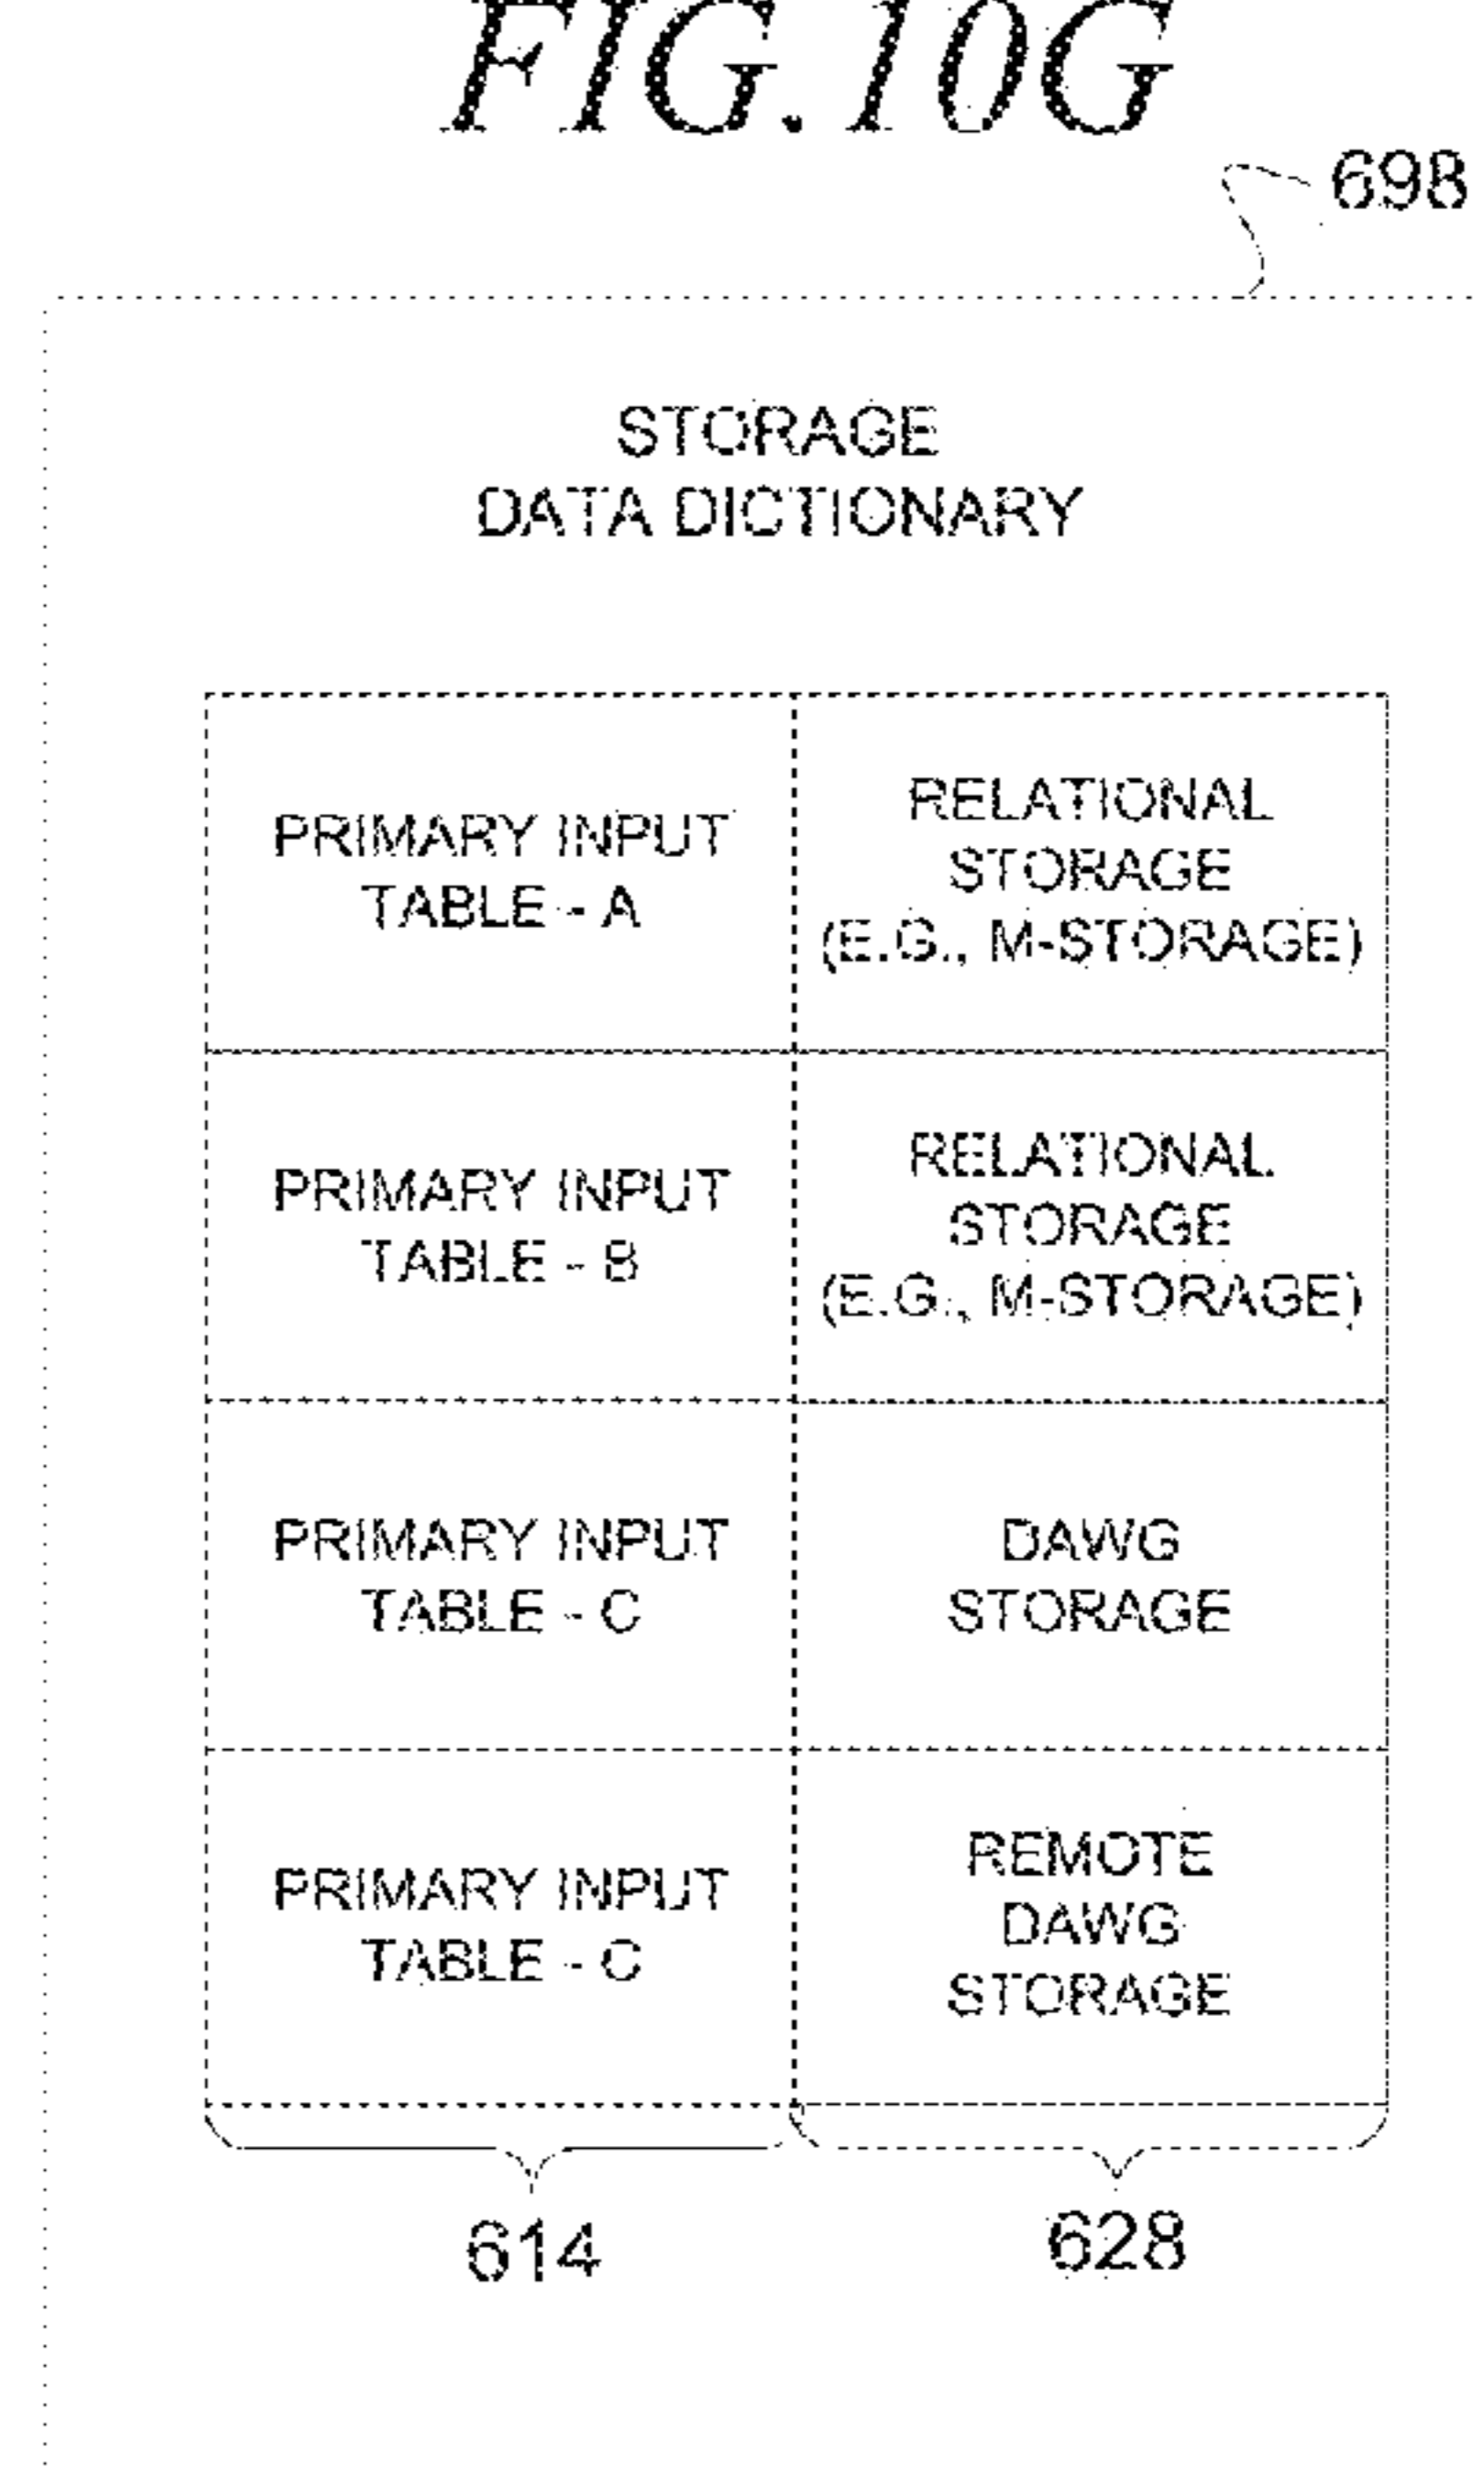 FIG.10G
698
STORAGE
DATA DICTIONARY
PRIMARY INPUT
TABLE - A
RELATIONAL
STORAGE
(E.G., M-STORAGE)
PRIMARY INPUT
TABLE - B
RELATIONAL
STORAGE
(E.G., M-STORAGE)
PRIMARY INPUT
TABLE - C
DAWG
STORAGE
PRIMARY INPUT
TABLE - C
REMOTE
DAWG
STORAGE
614
628